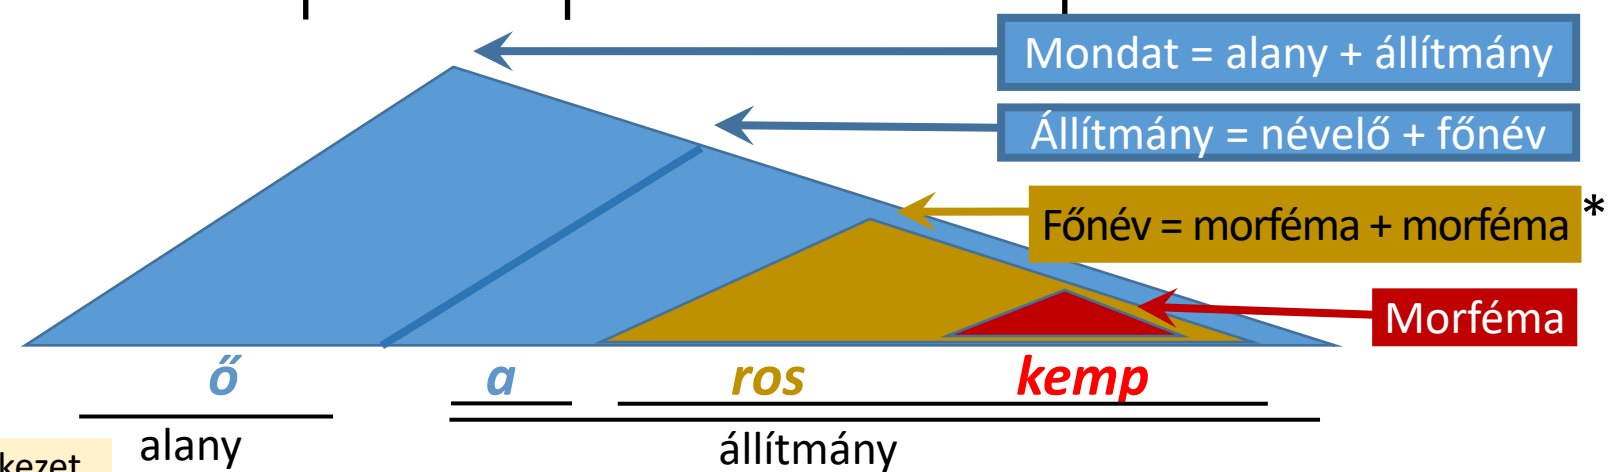 Mondat = alany + állítmány
Állítmány = névelő + főnév
Főnév = morféma + morféma *
Morféma
ő a ros kemp
alany állítmány
kezet